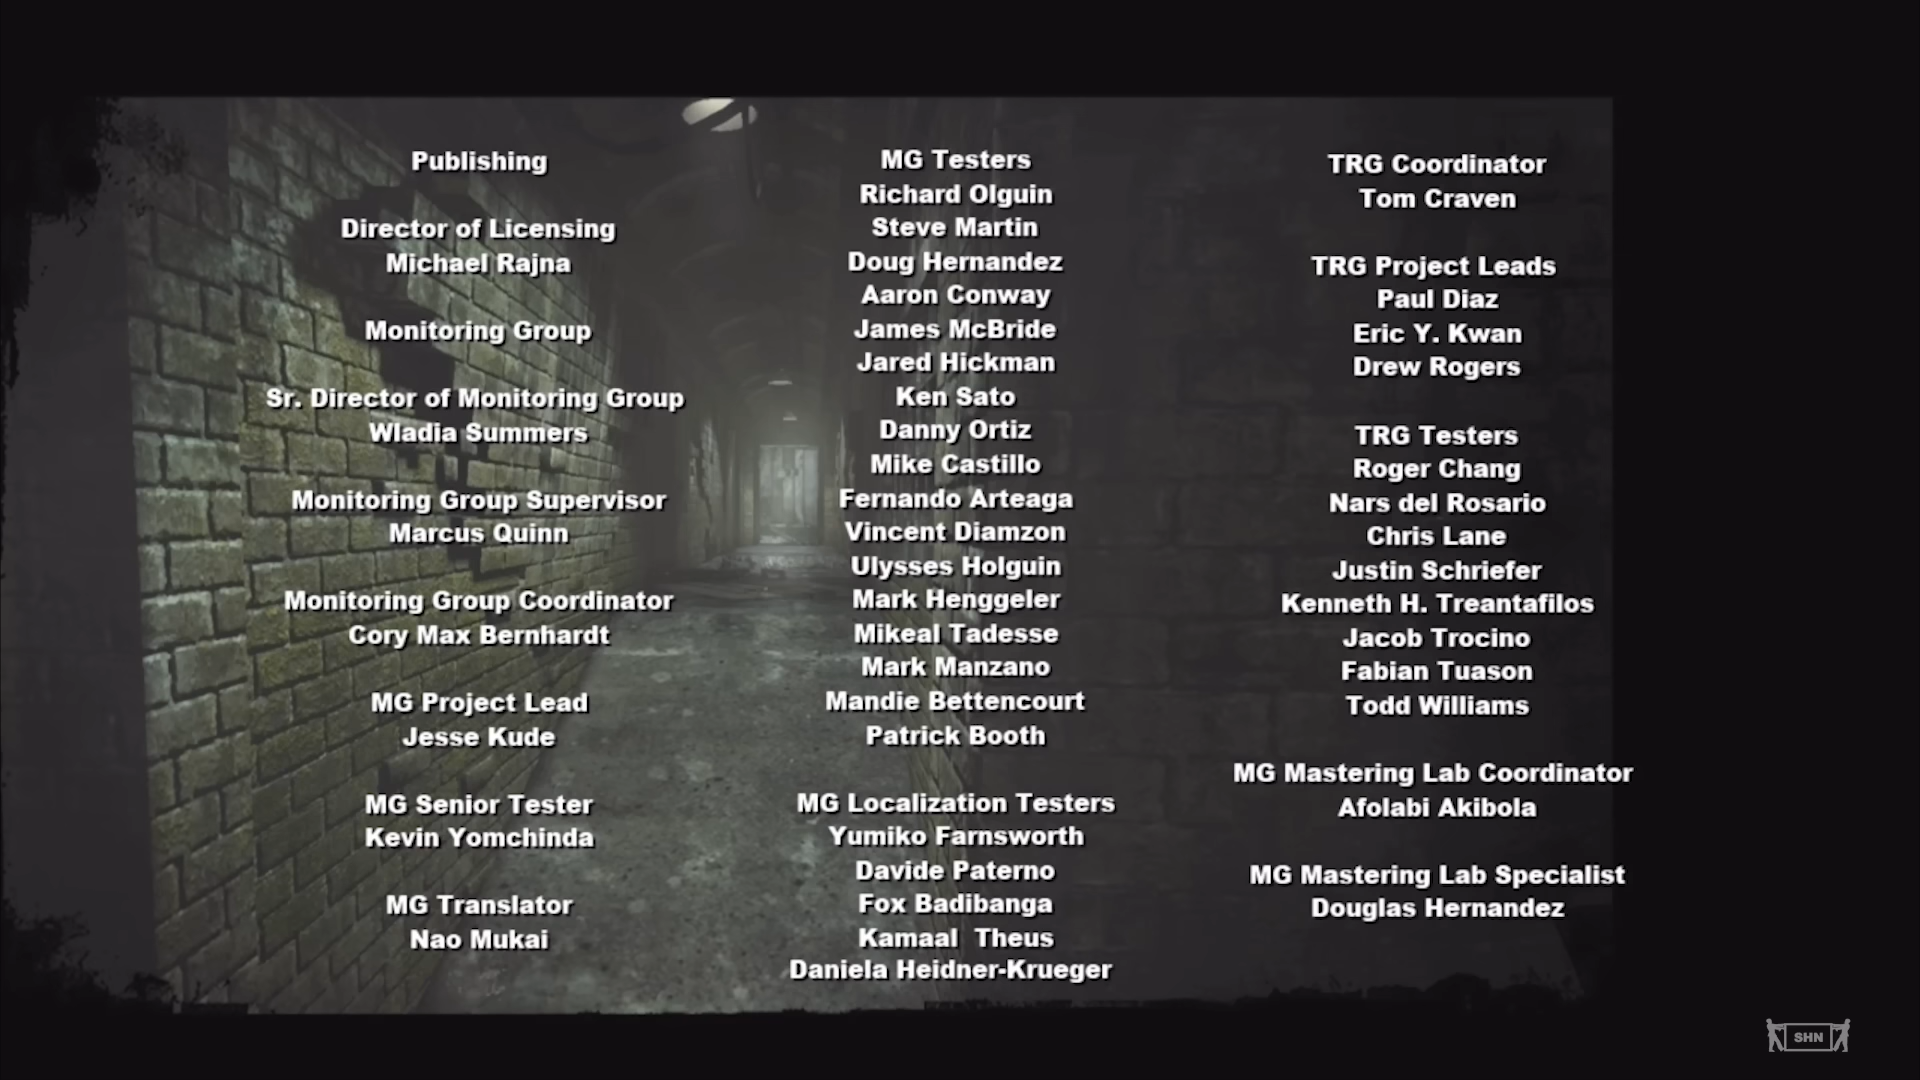 Publishing
Director of Licensing
Michael Rajna
Monitoring Group
Sr. Director of Monitoring Group
Wladia Summers
Monitoring Group Supervisor
Marcus Quinn
Monitoring Group Coordinator
Cory Max Bernhardt
MG Project Lead
Jesse Kude
MG Senior Tester
Kevin Yomchinda
MG Translator
Nao Mukai
MG Testers
Richard Olguin
Steve Martin
Doug Hernandez
Aaron Conway
James McBride
Jared Hickman
Ken Sato
Danny Ortiz
Mike Castillo
Fernando Arteaga
Vincent Diamzon
Ulysses Holguin
Mark Henggeler
Mikeal Tadesse
Mark Manzano
Mandie Bettencourt
Patrick Booth
MG Localization Testers
Yumiko Farnsworth
Davide Paterno
Fox Badibanga
Kamaal  Theus
Daniela Heidner-Krueger
TRG Coordinator
Tom Craven
TRG Project Leads
Paul Diaz
Eric Y. Kwan
Drew Rogers
TRG Testers
Roger Chang
Nars del Rosario
Chris Lane
Justin Schriefer
Kenneth H. Treantafilos
Jacob Trocino
Fabian Tuason
Todd Williams
MG Mastering Lab Coordinator
Afolabi Akibola
MG Mastering Lab Specialist
Douglas Hernandez
SHN